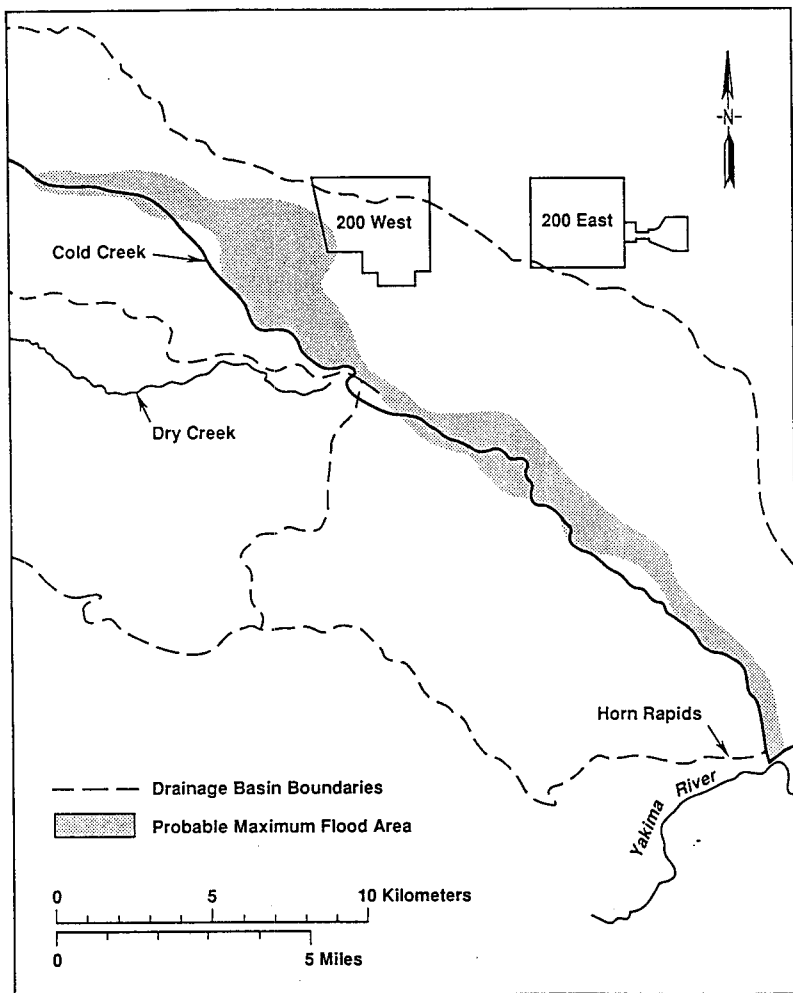 N
200 West
200 East
Cold Creek
Dry Creek
Horn Rapids
Yakima River
Drainage Basin Boundaries
Probable Maximum Flood Area
0 5 10 Kilometers
0 5 Miles